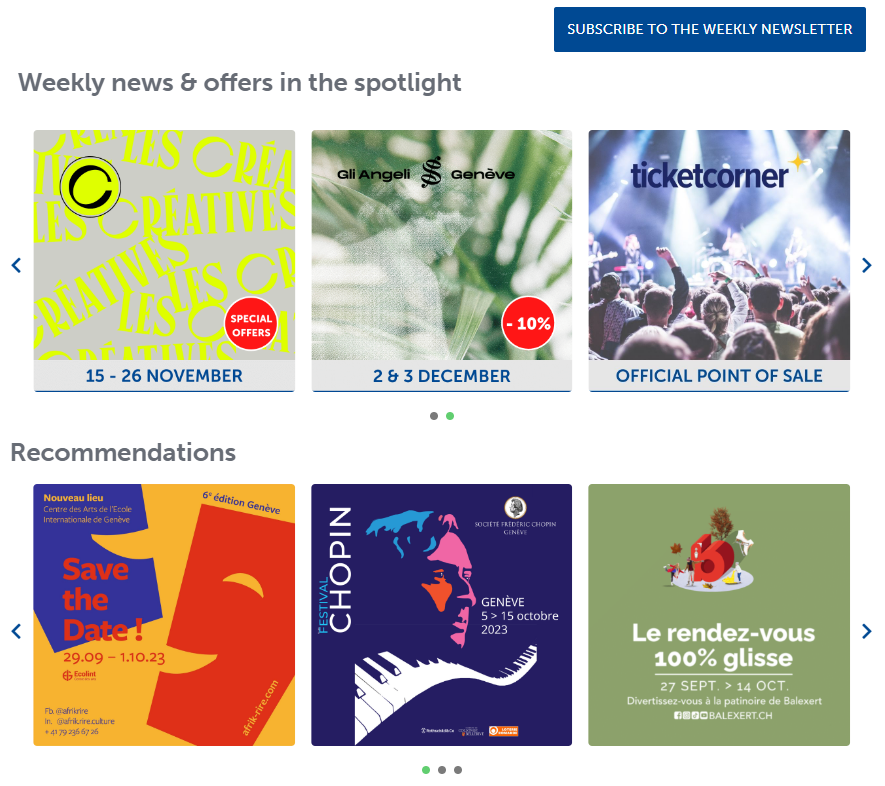 SUBSCRIBE TO THE WEEKLY NEWSLETTER
Weekly news & offers in the spotlight
LES CRÉATIVES
LES CRÉATIVES
LES CRÉATIVES
SPECIAL
OFFERS
15 - 26 NOVEMBER
Gli Angeli Genève
- 10%
2 & 3 DECEMBER
ticketcorner
OFFICIAL POINT OF SALE
Recommendations
Nouveau lieu
Centre des Arts de l'Ecole
Internationale de Genève
6e édition Genève
Save
the
Date !
29.09 – 1.10.23
Ecolint
Fb. @afrikrire
In. @afrik.rire.culture
+ 41 79 236 67 26
afrik-rire.com
FESTIVAL
CHOPIN
SOCIÉTÉ FRÉDÉRIC CHOPIN
GENÈVE
GENÈVE
5 > 15 octobre
2023
LOTERIE
ROMANDE
Le rendez-vous
100% glisse
27 SEPT. > 14 OCT.
Divertissez-vous à la patinoire de Balexert
BALEXERT.CH